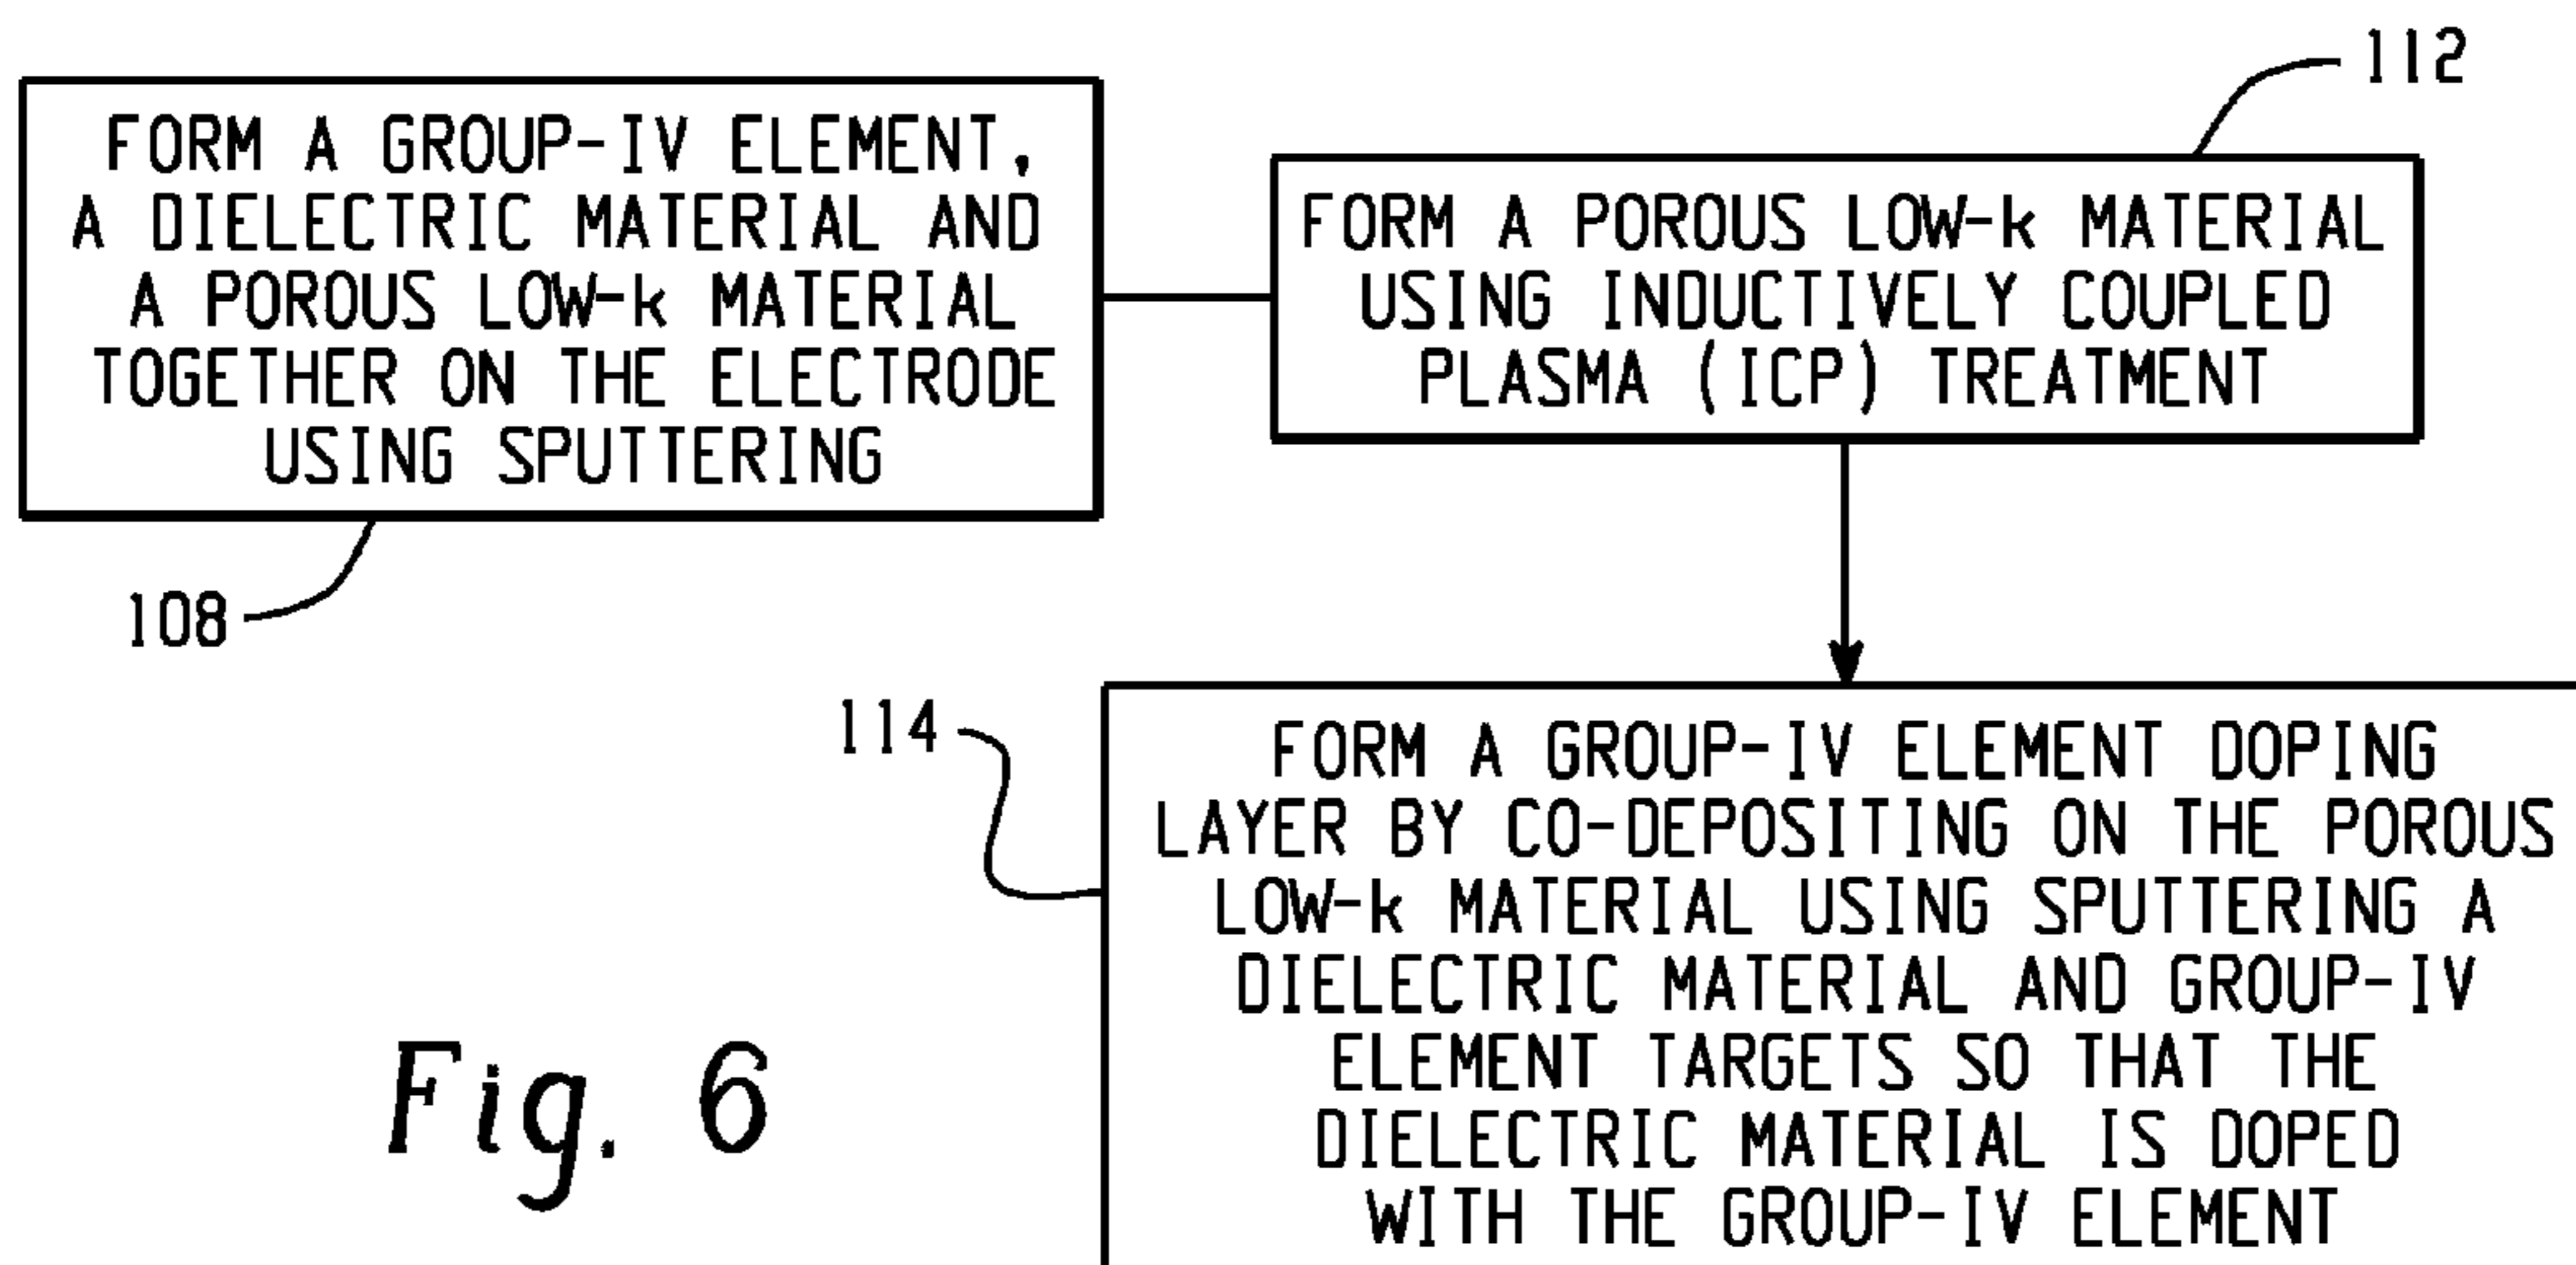 112
FORM A GROUP-IV ELEMENT,
A DIELECTRIC MATERIAL AND
A POROUS LOW-k MATERIAL
TOGETHER ON THE ELECTRODE
USING SPUTTERING
FORM A POROUS LOW-k MATERIAL
USING INDUCTIVELY COUPLED
PLASMA (ICP) TREATMENT
108
114
FORM A GROUP-IV ELEMENT DOPING
LAYER BY CO-DEPOSITING ON THE POROUS
LOW-k MATERIAL USING SPUTTERING A
DIELECTRIC MATERIAL AND GROUP-IV
ELEMENT TARGETS SO THAT THE
DIELECTRIC MATERIAL IS DOPED
WITH THE GROUP-IV ELEMENT
Fig. 6